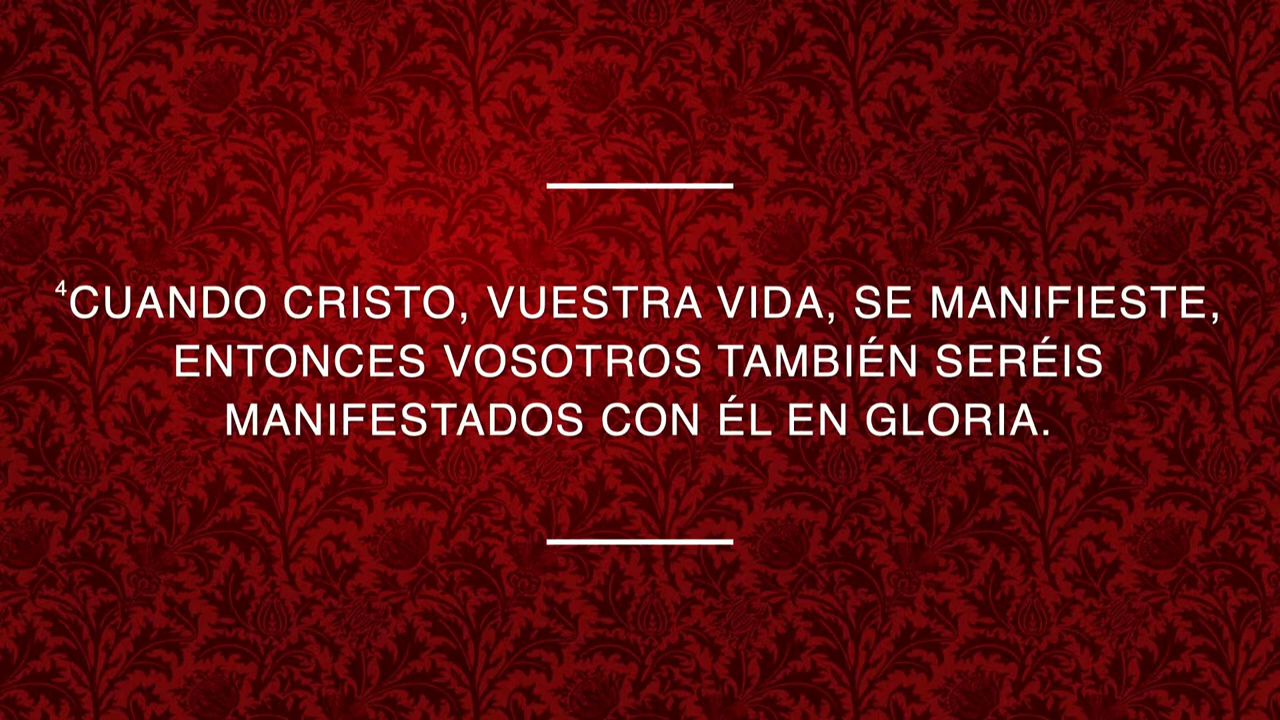 ⁴CUANDO CRISTO, VUESTRA VIDA, SE MANIFIESTE,
ENTONCES VOSOTROS TAMBIÉN SERÉIS
MANIFESTADOS CON ÉL EN GLORIA.